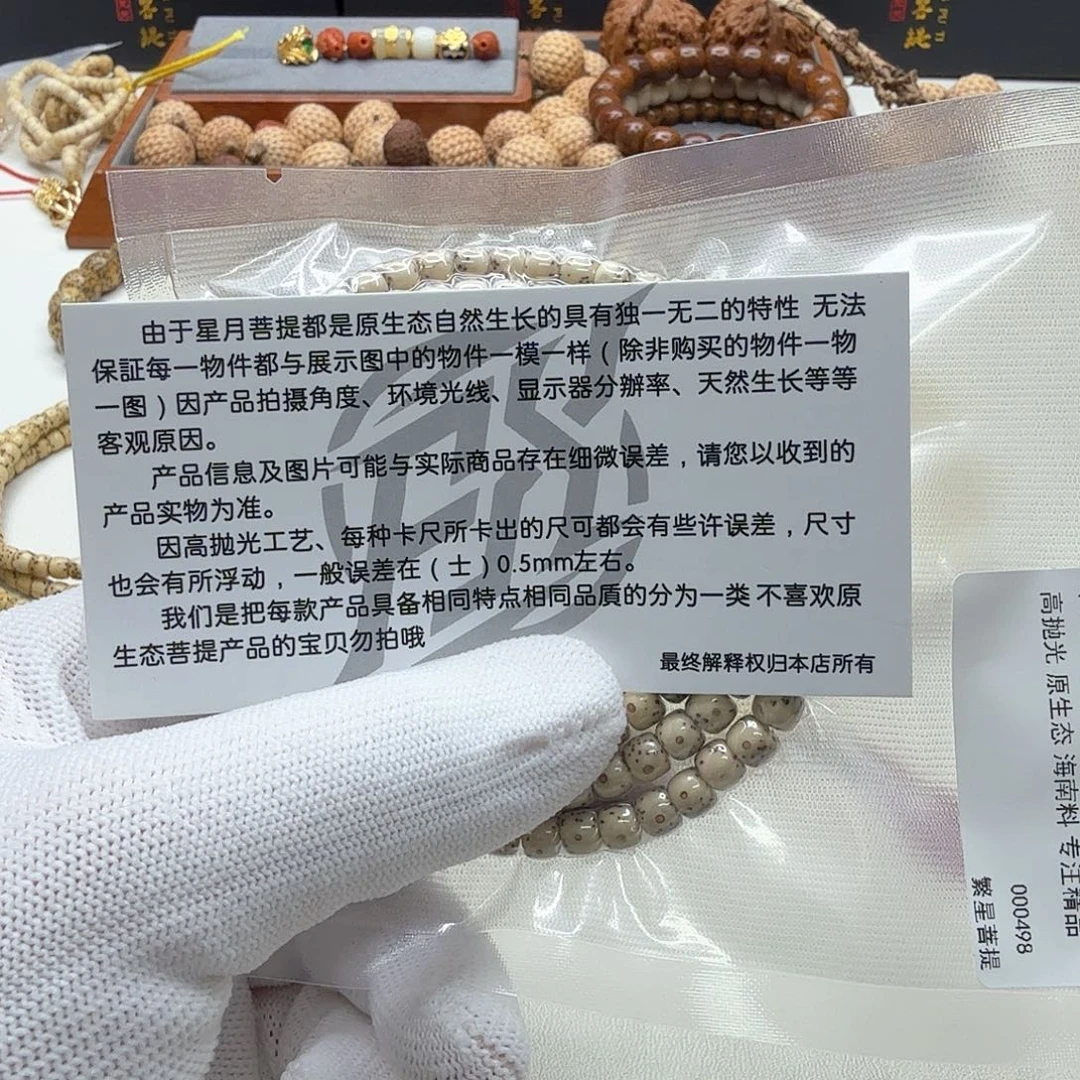 由于星月菩提都是原生态自然生长的具有独一无二的特性 无法
保証每一物件都与展示图中的物件一模一样（除非购买的物件一物
一图）因产品拍摄角度、环境光线、显示器分辨率、天然生长等等
客观原因。
产品信息及图片可能与实际商品存在细微误差，请您以收到的
产品实物为准。
因高抛光工艺、每种卡尺所卡出的尺可都会有些许误差，尺寸
也会有所浮动，一般误差在（士）0.5mm左右。
我们是把每款产品具备相同特点相同品质的分为一类 不喜欢原
生态菩提产品的宝贝勿拍哦
最终解释权归本店所有
高抛光 原生态 海南料 专注精品
000498
繁星菩提